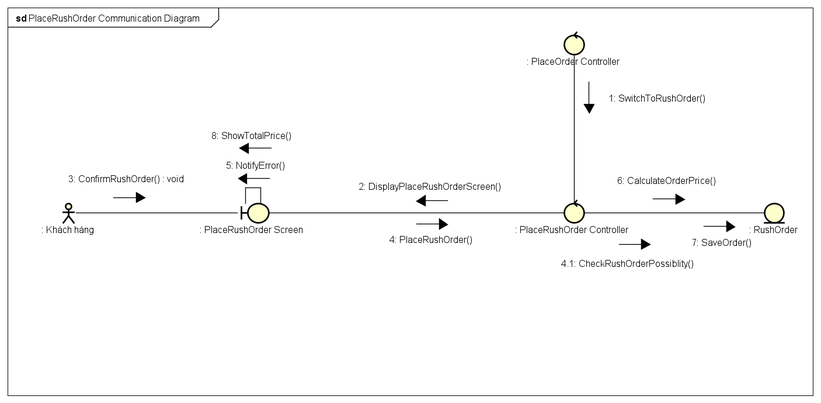 sd PlaceRushOrder Communication Diagram
: PlaceOrder Controller
1: SwitchToRushOrder()
8: ShowTotalPrice()
5: NotifyError()
3: ConfirmRushOrder() : void
2: DisplayPlaceRushOrderScreen()
6: CalculateOrderPrice()
: Khách hàng
: PlaceRushOrder Screen
4: PlaceRushOrder()
: PlaceRushOrder Controller
7: SaveOrder()
: RushOrder
4.1: CheckRushOrderPossiblity()